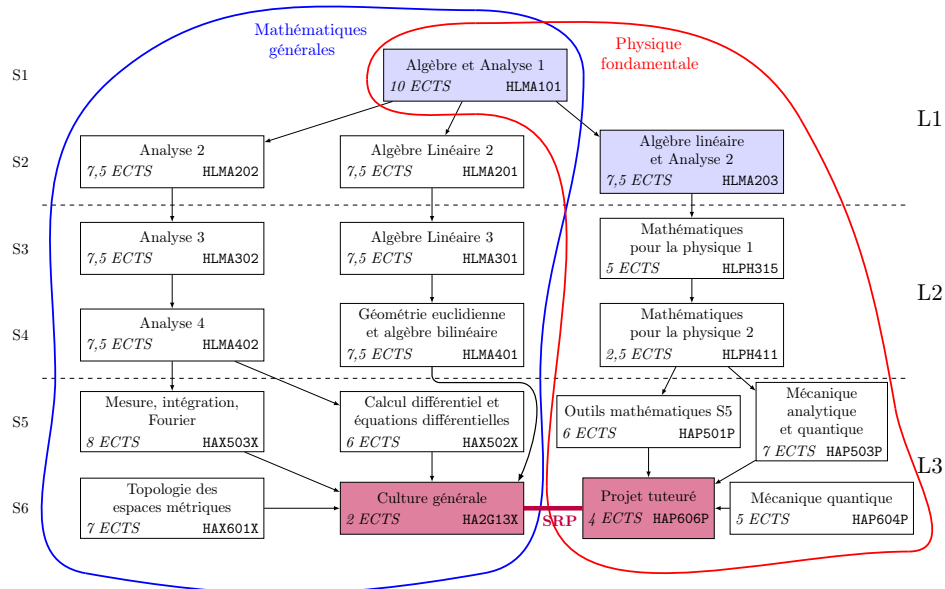 Mathématiques
générales
Physique
fondamentale
S1
Algèbre et Analyse 1
10 ECTS HLMA101
L1
S2
Analyse 2
7,5 ECTS HLMA202
Algèbre Linéaire 2
7,5 ECTS HLMA201
Algèbre linéaire
et Analyse 2
7,5 ECTS HLMA203
S3
Analyse 3
7,5 ECTS HLMA302
Algèbre Linéaire 3
7,5 ECTS HLMA301
Mathématiques
pour la physique 1
5 ECTS HLPH315
L2
S4
Analyse 4
7,5 ECTS HLMA402
Géométrie euclidienne
et algèbre bilinéaire
7,5 ECTS HLMA401
Mathématiques
pour la physique 2
2,5 ECTS HLPH411
S5
Mesure, intégration,
Fourier
8 ECTS HAX503X
Calcul différentiel et
équations différentielles
6 ECTS HAX502X
Outils mathématiques S5
6 ECTS HAP501P
Mécanique
analytique
et quantique
7 ECTS HAP503P
L3
S6
Topologie des
espaces métriques
7 ECTS HAX601X
Culture générale
2 ECTS HA2G13X
SRP
Projet tuteuré
4 ECTS HAP606P
Mécanique quantique
5 ECTS HAP604P